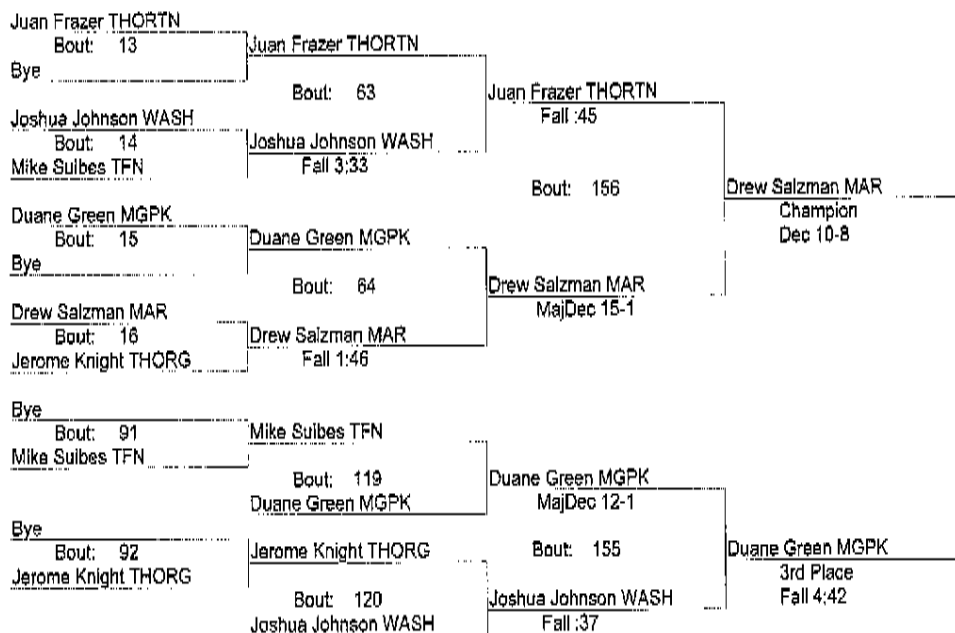 Juan Frazer THORTN
Bout: 13
Bye
Juan Frazer THORTN
Bout: 63
Joshua Johnson WASH
Bout: 14
Mike Suibes TFN
Joshua Johnson WASH
Fall 3:33
Juan Frazer THORTN
Fall :45
Bout: 156
Duane Green MGPK
Bout: 15
Bye
Duane Green MGPK
Bout: 64
Drew Salzman MAR
Bout: 16
Jerome Knight THORG
Drew Salzman MAR
Fall 1:46
Drew Salzman MAR
MajDec 15-1
Drew Salzman MAR
Champion
Dec 10-8
Bye
Bout: 91
Mike Suibes TFN
Mike Suibes TFN
Bout: 119
Duane Green MGPK
Duane Green MGPK
MajDec 12-1
Bout: 155
Bye
Bout: 92
Jerome Knight THORG
Jerome Knight THORG
Bout: 120
Joshua Johnson WASH
Joshua Johnson WASH
Fall :37
Duane Green MGPK
3rd Place
Fall 4:42